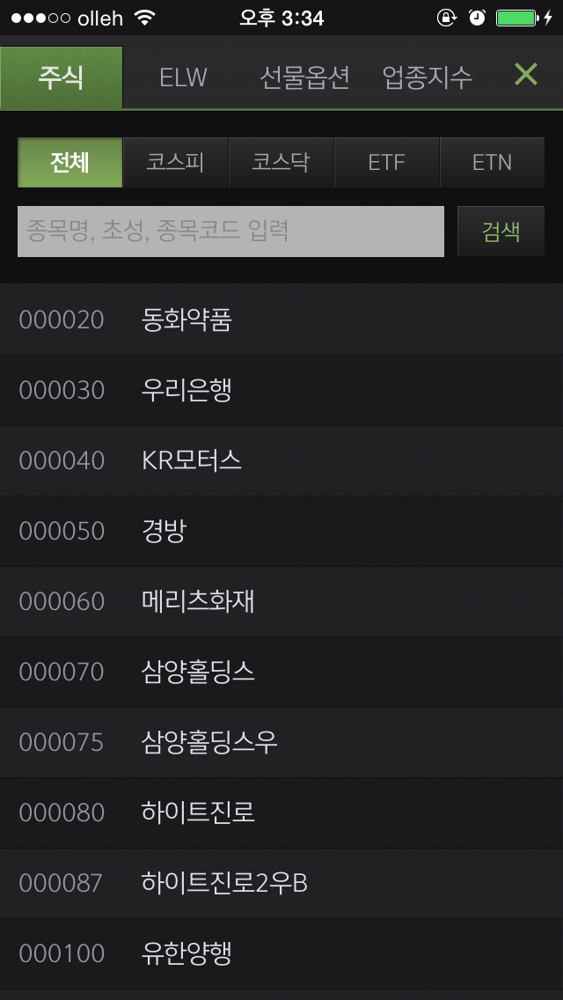 olleh 오후 3:34
주식 ELW 선물옵션 업종지수
전체 코스피 코스닥 ETF ETN
종목명, 초성, 종목코드 입력 검색
000020 동화약품
000030 우리은행
000040 KR모터스
000050 경방
000060 메리츠화재
000070 삼양홀딩스
000075 삼양홀딩스우
000080 하이트진로
000087 하이트진로2우B
000100 유한양행